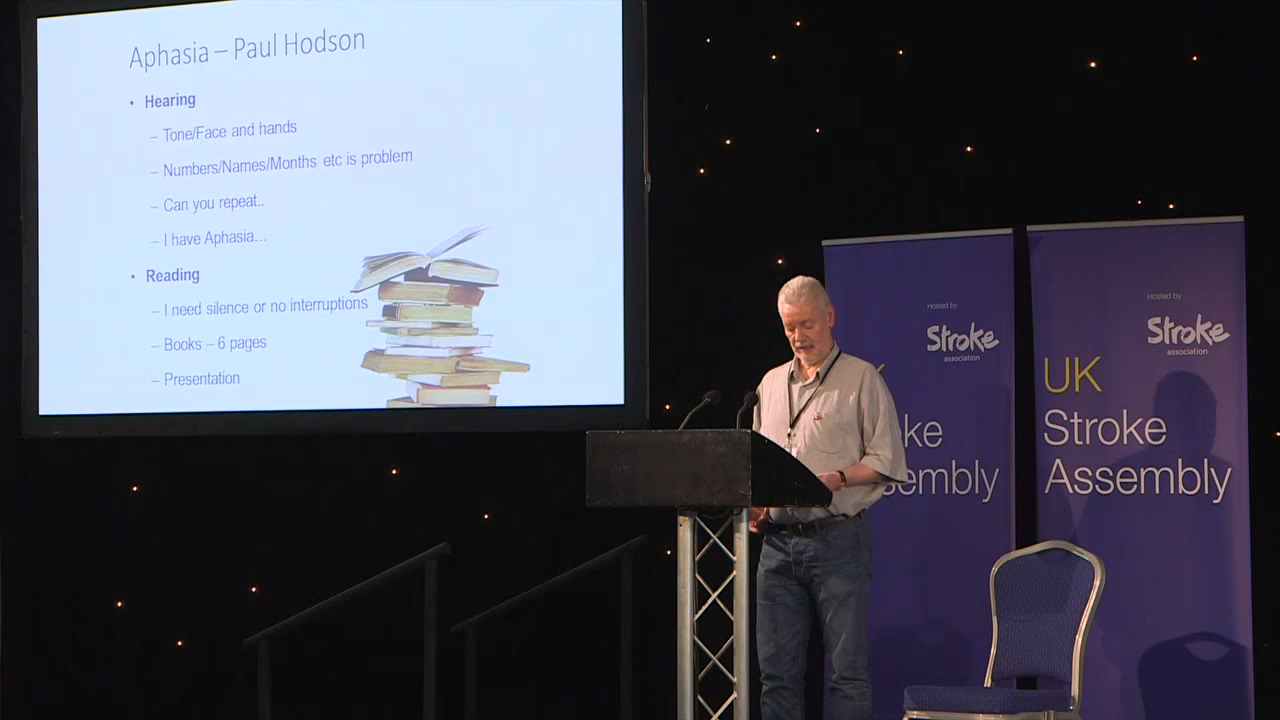 Aphasia – Paul Hodson
• Hearing
– Tone/Face and hands
– Numbers/Names/Months etc is problem
– Can you repeat..
– I have Aphasia...
• Reading
– I need silence or no interruptions
– Books – 6 pages
– Presentation
Hosted by
Stroke
association
ke
sembly
Hosted by
Stroke
association
UK
Stroke
Assembly